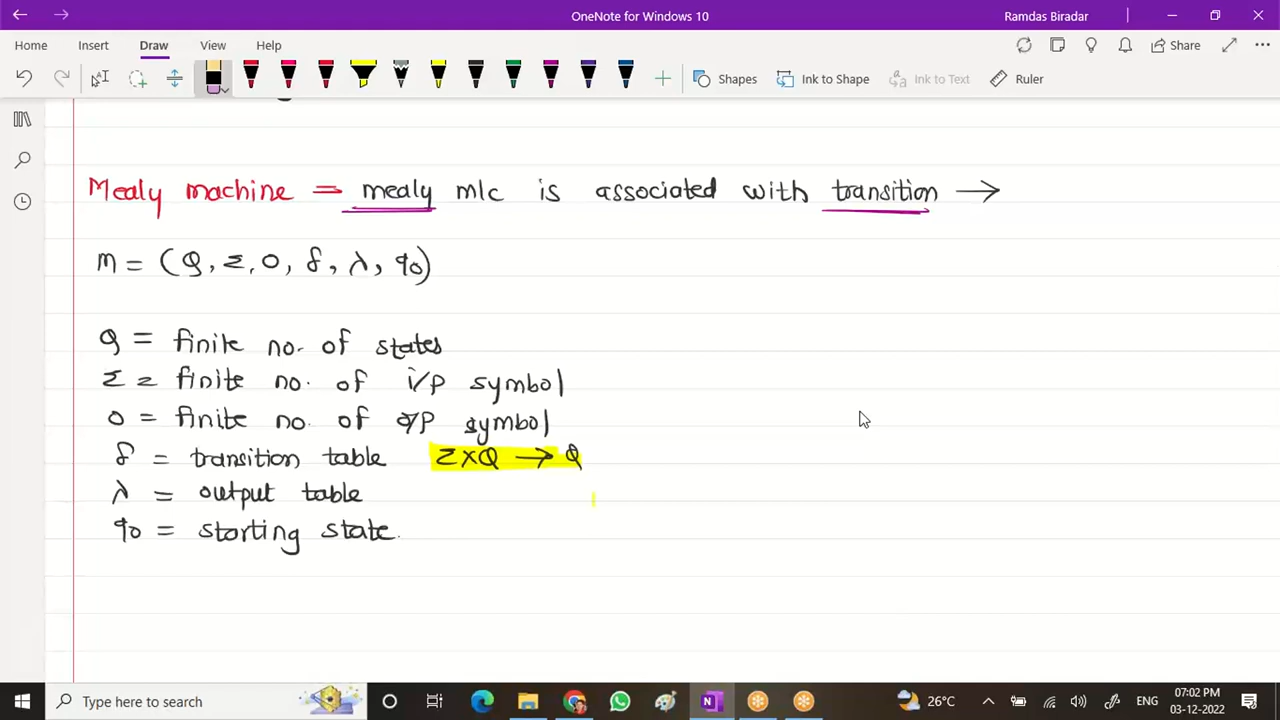 OneNote for Windows 10
Ramdas Biradar
Home Insert Draw View Help
Share
Shapes Ink to Shape Ink to Text Ruler
Mealy machine = mealy m/c is associated with transition →
M = (Q, Σ, O, δ, λ, q0)
Q = finite no. of states
Σ = finite no. of i/p symbol
O = finite no. of o/p symbol
δ = transition table Σ×Q → Q
λ = output table
q0 = starting state.
Type here to search
26°C
ENG
07:02 PM
03-12-2022